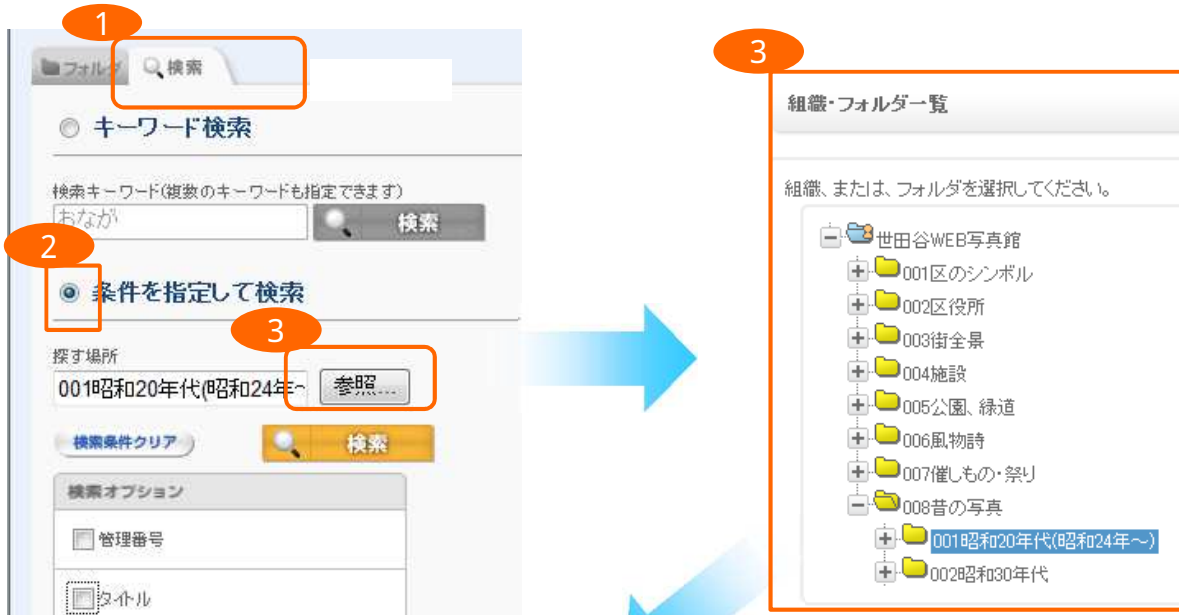 1
フォルダ 検索
キーワード検索
検索キーワード(複数のキーワードも指定できます)
おなが 検索
2
条件を指定して検索
3
探す場所
001昭和20年代(昭和24年~ 参照...
検索条件クリア 検索
検索オプション
管理番号
タイトル
3
組織・フォルダ一覧
組織、または、フォルダを選択してください。
世田谷WEB写真館
001区のシンボル
002区役所
003街全景
004施設
005公園、緑道
006風物詩
007催しもの・祭り
008昔の写真
001昭和20年代(昭和24年~)
002昭和30年代